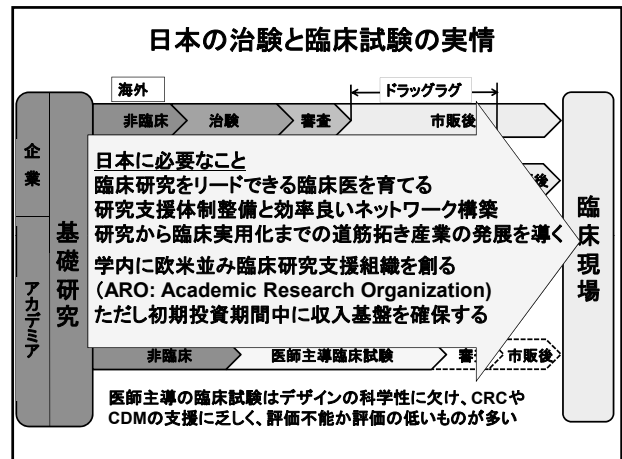 日本の治験と臨床試験の実情
海外
ドラッグラグ
非臨床
治験
審査
市販後
企業
アカデミア
基礎研究
日本に必要なこと
臨床研究をリードできる臨床医を育てる
研究支援体制整備と効率良いネットワーク構築
研究から臨床実用化までの道筋拓き産業の発展を導く
学内に欧米並み臨床研究支援組織を創る
(ARO: Academic Research Organization)
ただし初期投資期間中に収入基盤を確保する
後
臨床現場
非臨床
医師主導臨床試験
審査
市販後
医師主導の臨床試験はデザインの科学性に欠け、CRCや
CDMの支援に乏しく、評価不能か評価の低いものが多い